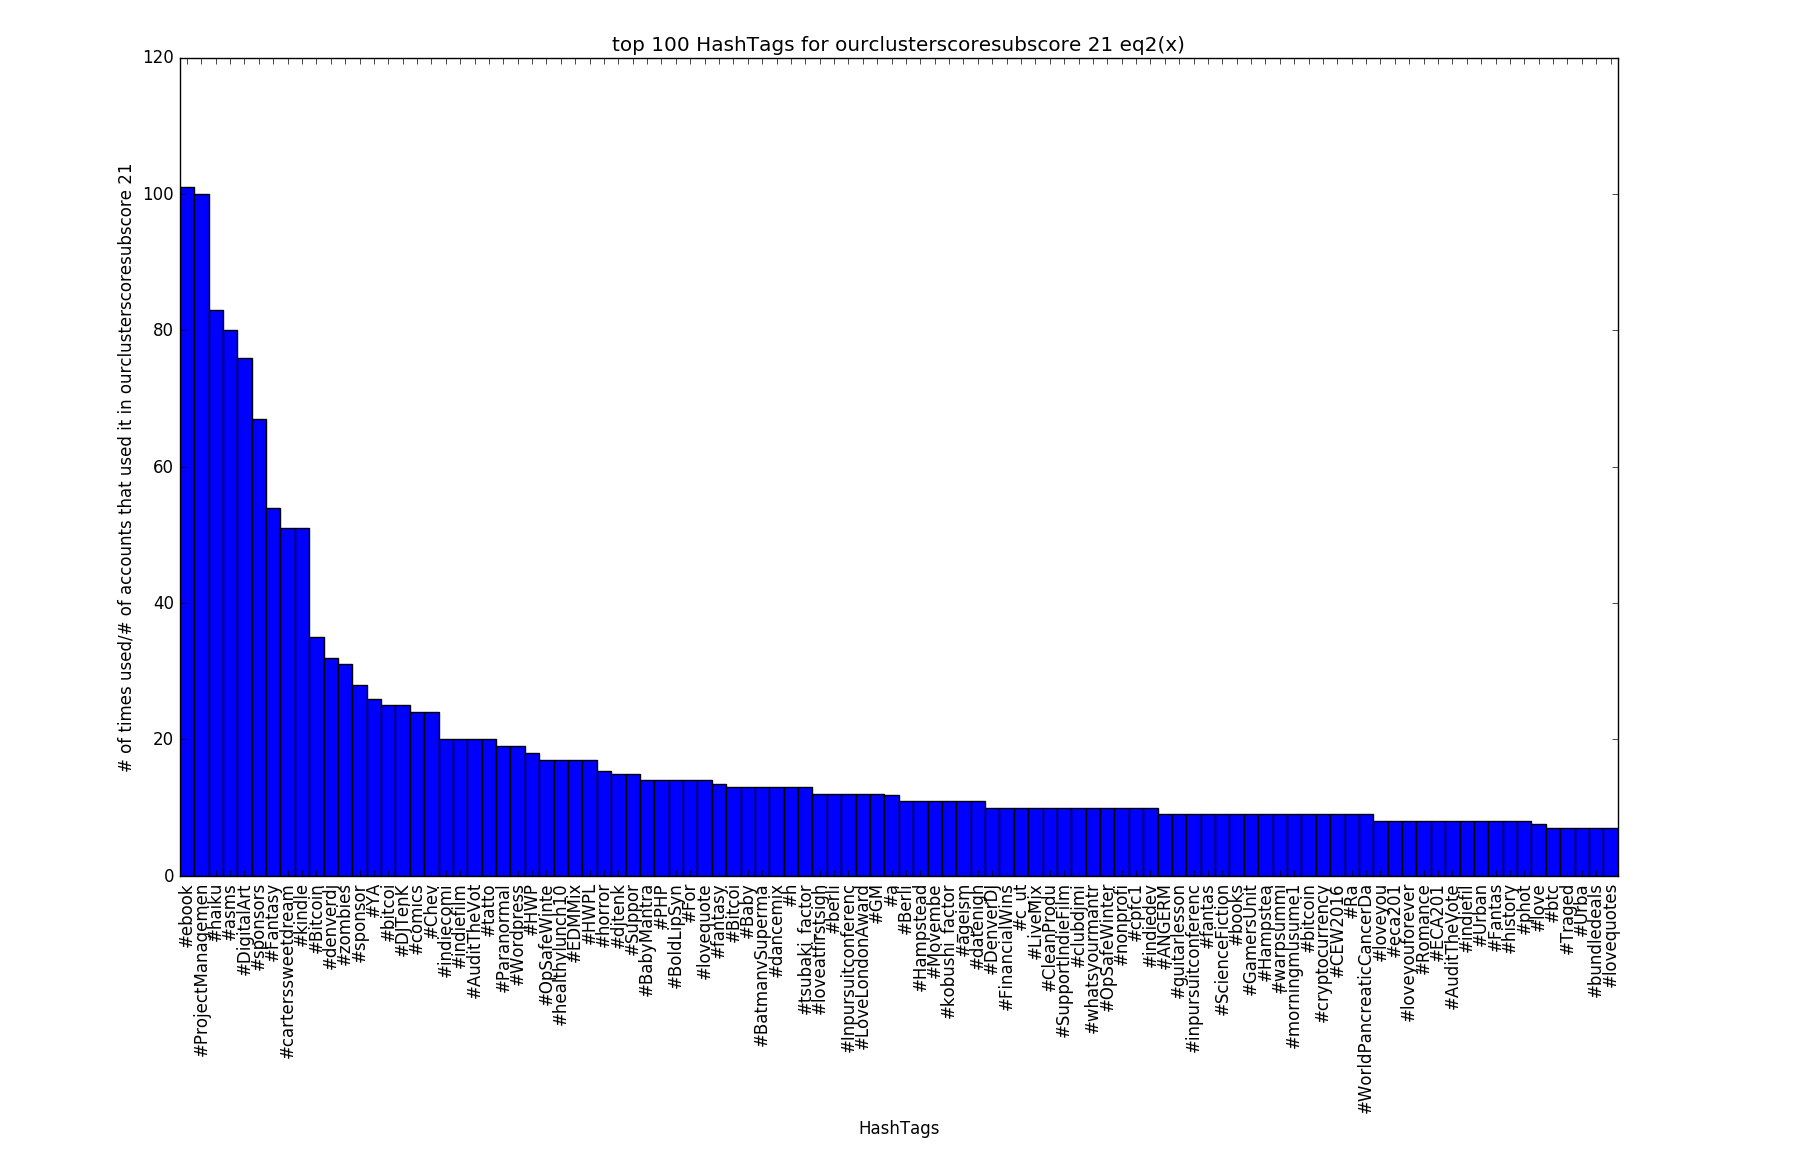 top 100 HashTags for ourclusterscoresubscore 21 eq2(x)
# of times used/# of accounts that used it in ourclusterscoresubscore 21
120
100
80
60
40
20
0
#ebook
#ProjectManagemen
#haiku
#asms
#DigitalArt
#sponsors
#Fantasy
#carterssweetdream
#kindle
#Bitcoin
#denverdj
#zombies
#sponsor
#YA
#bitcoi
#DJTenK
#comics
#Chev
#indiecomi
#indiefilm
#AuditTheVot
#tatto
#Paranormal
#Wordpress
#HWP
#OpSafeWinte
#healthylunch10
#EDMMix
#HWPL
#horror
#djtenk
#Suppor
#BabyMantra
#PHP
#BoldLipSyn
#For
#lovequote
#fantasy
#Bitcoi
#Baby
#BatmanvSuperma
#dancemix
#h
#tsubaki_factor
#loveatfirstsigh
#berli
#Inpursuitconferenc
#LoveLondonAward
#GM
#a
#Berli
#Hampstead
#Movembe
#kobushi_factor
#ageism
#datenigh
#DenverDJ
#FinancialWins
#c_ut
#LiveMix
#CleanProdu
#SupportIndieFilm
#clubdjmi
#whatsyourmantr
#OpSafeWinter
#nonprofi
#cpfc1
#indiedev
#ANGERM
#guitarlesson
#inpursuitconferenc
#fantas
#ScienceFiction
#books
#GamersUnit
#Hampstea
#warpsummi
#morningmusume1
#bitcoin
#cryptocurrency
#CEW2016
#Ra
#WorldPancreaticCancerDa
#loveyou
#eca201
#loveyouforever
#Romance
#ECA201
#AuditTheVote
#indiefil
#Urban
#Fantas
#history
#phot
#love
#btc
#Traged
#Urba
#bundledeals
#lovequotes
HashTags